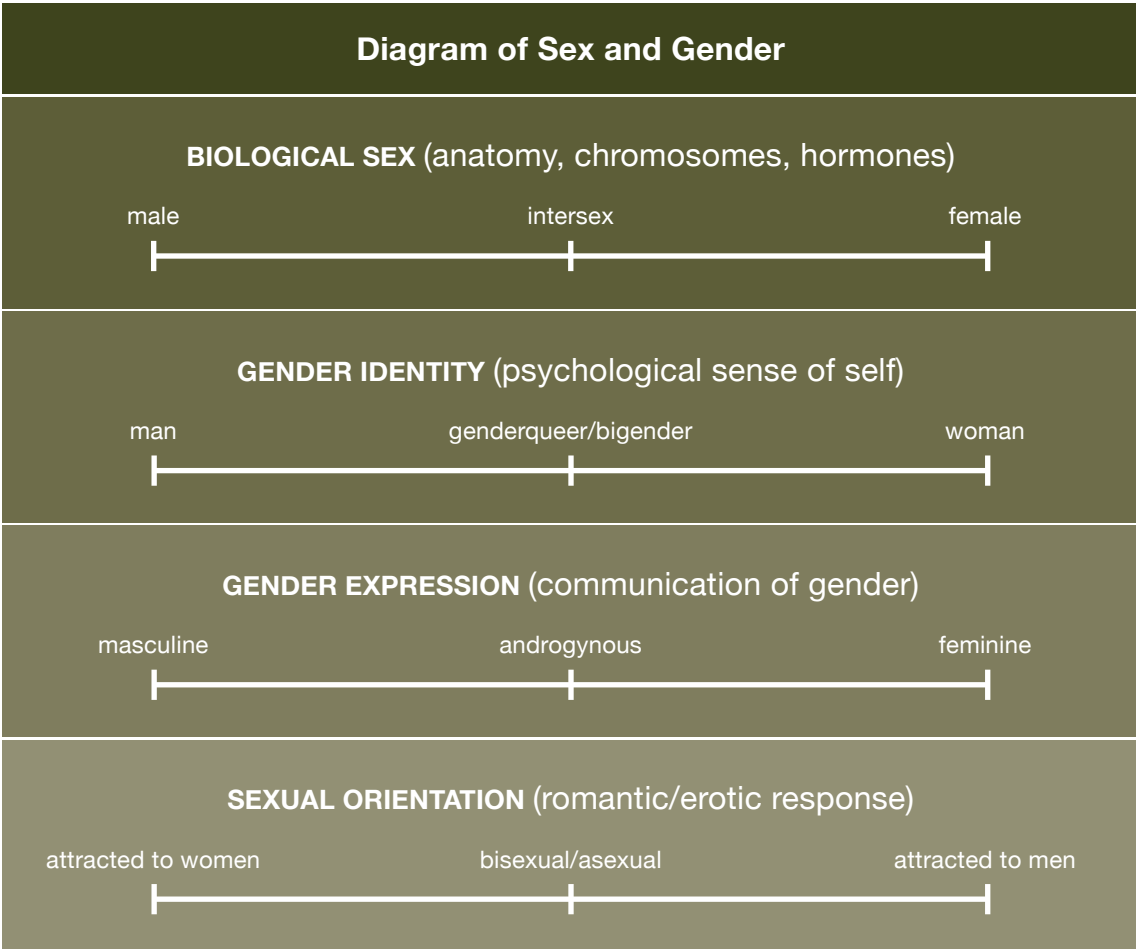 Diagram of Sex and Gender
BIOLOGICAL SEX (anatomy, chromosomes, hormones)
male intersex female
GENDER IDENTITY (psychological sense of self)
man genderqueer/bigender woman
GENDER EXPRESSION (communication of gender)
masculine androgynous feminine
SEXUAL ORIENTATION (romantic/erotic response)
attracted to women bisexual/asexual attracted to men